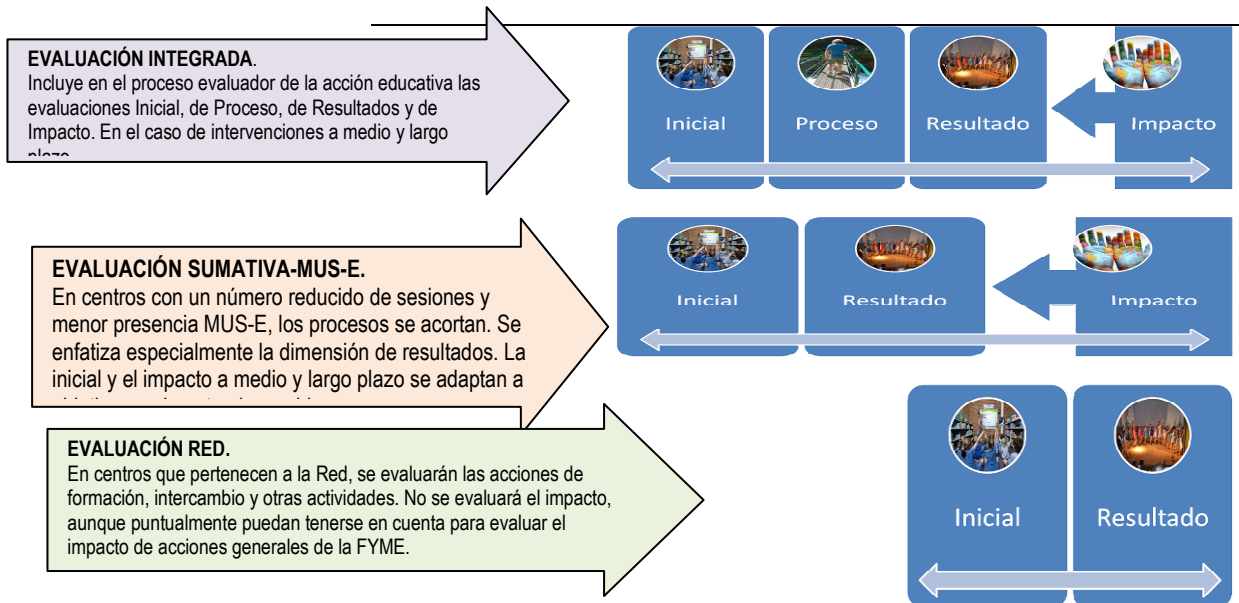 EVALUACIÓN INTEGRADA.
Incluye en el proceso evaluador de la acción educativa las
evaluaciones Inicial, de Proceso, de Resultados y de
Impacto. En el caso de intervenciones a medio y largo
Inicial
Proceso
Resultado
Impacto
EVALUACIÓN SUMATIVA-MUS-E.
En centros con un número reducido de sesiones y
menor presencia MUS-E, los procesos se acortan. Se
enfatiza especialmente la dimensión de resultados. La
inicial y el impacto a medio y largo plazo se adaptan a
Inicial
Resultado
Impacto
EVALUACIÓN RED.
En centros que pertenecen a la Red, se evaluarán las acciones de
formación, intercambio y otras actividades. No se evaluará el impacto,
aunque puntualmente puedan tenerse en cuenta para evaluar el
impacto de acciones generales de la FYME.
Inicial
Resultado